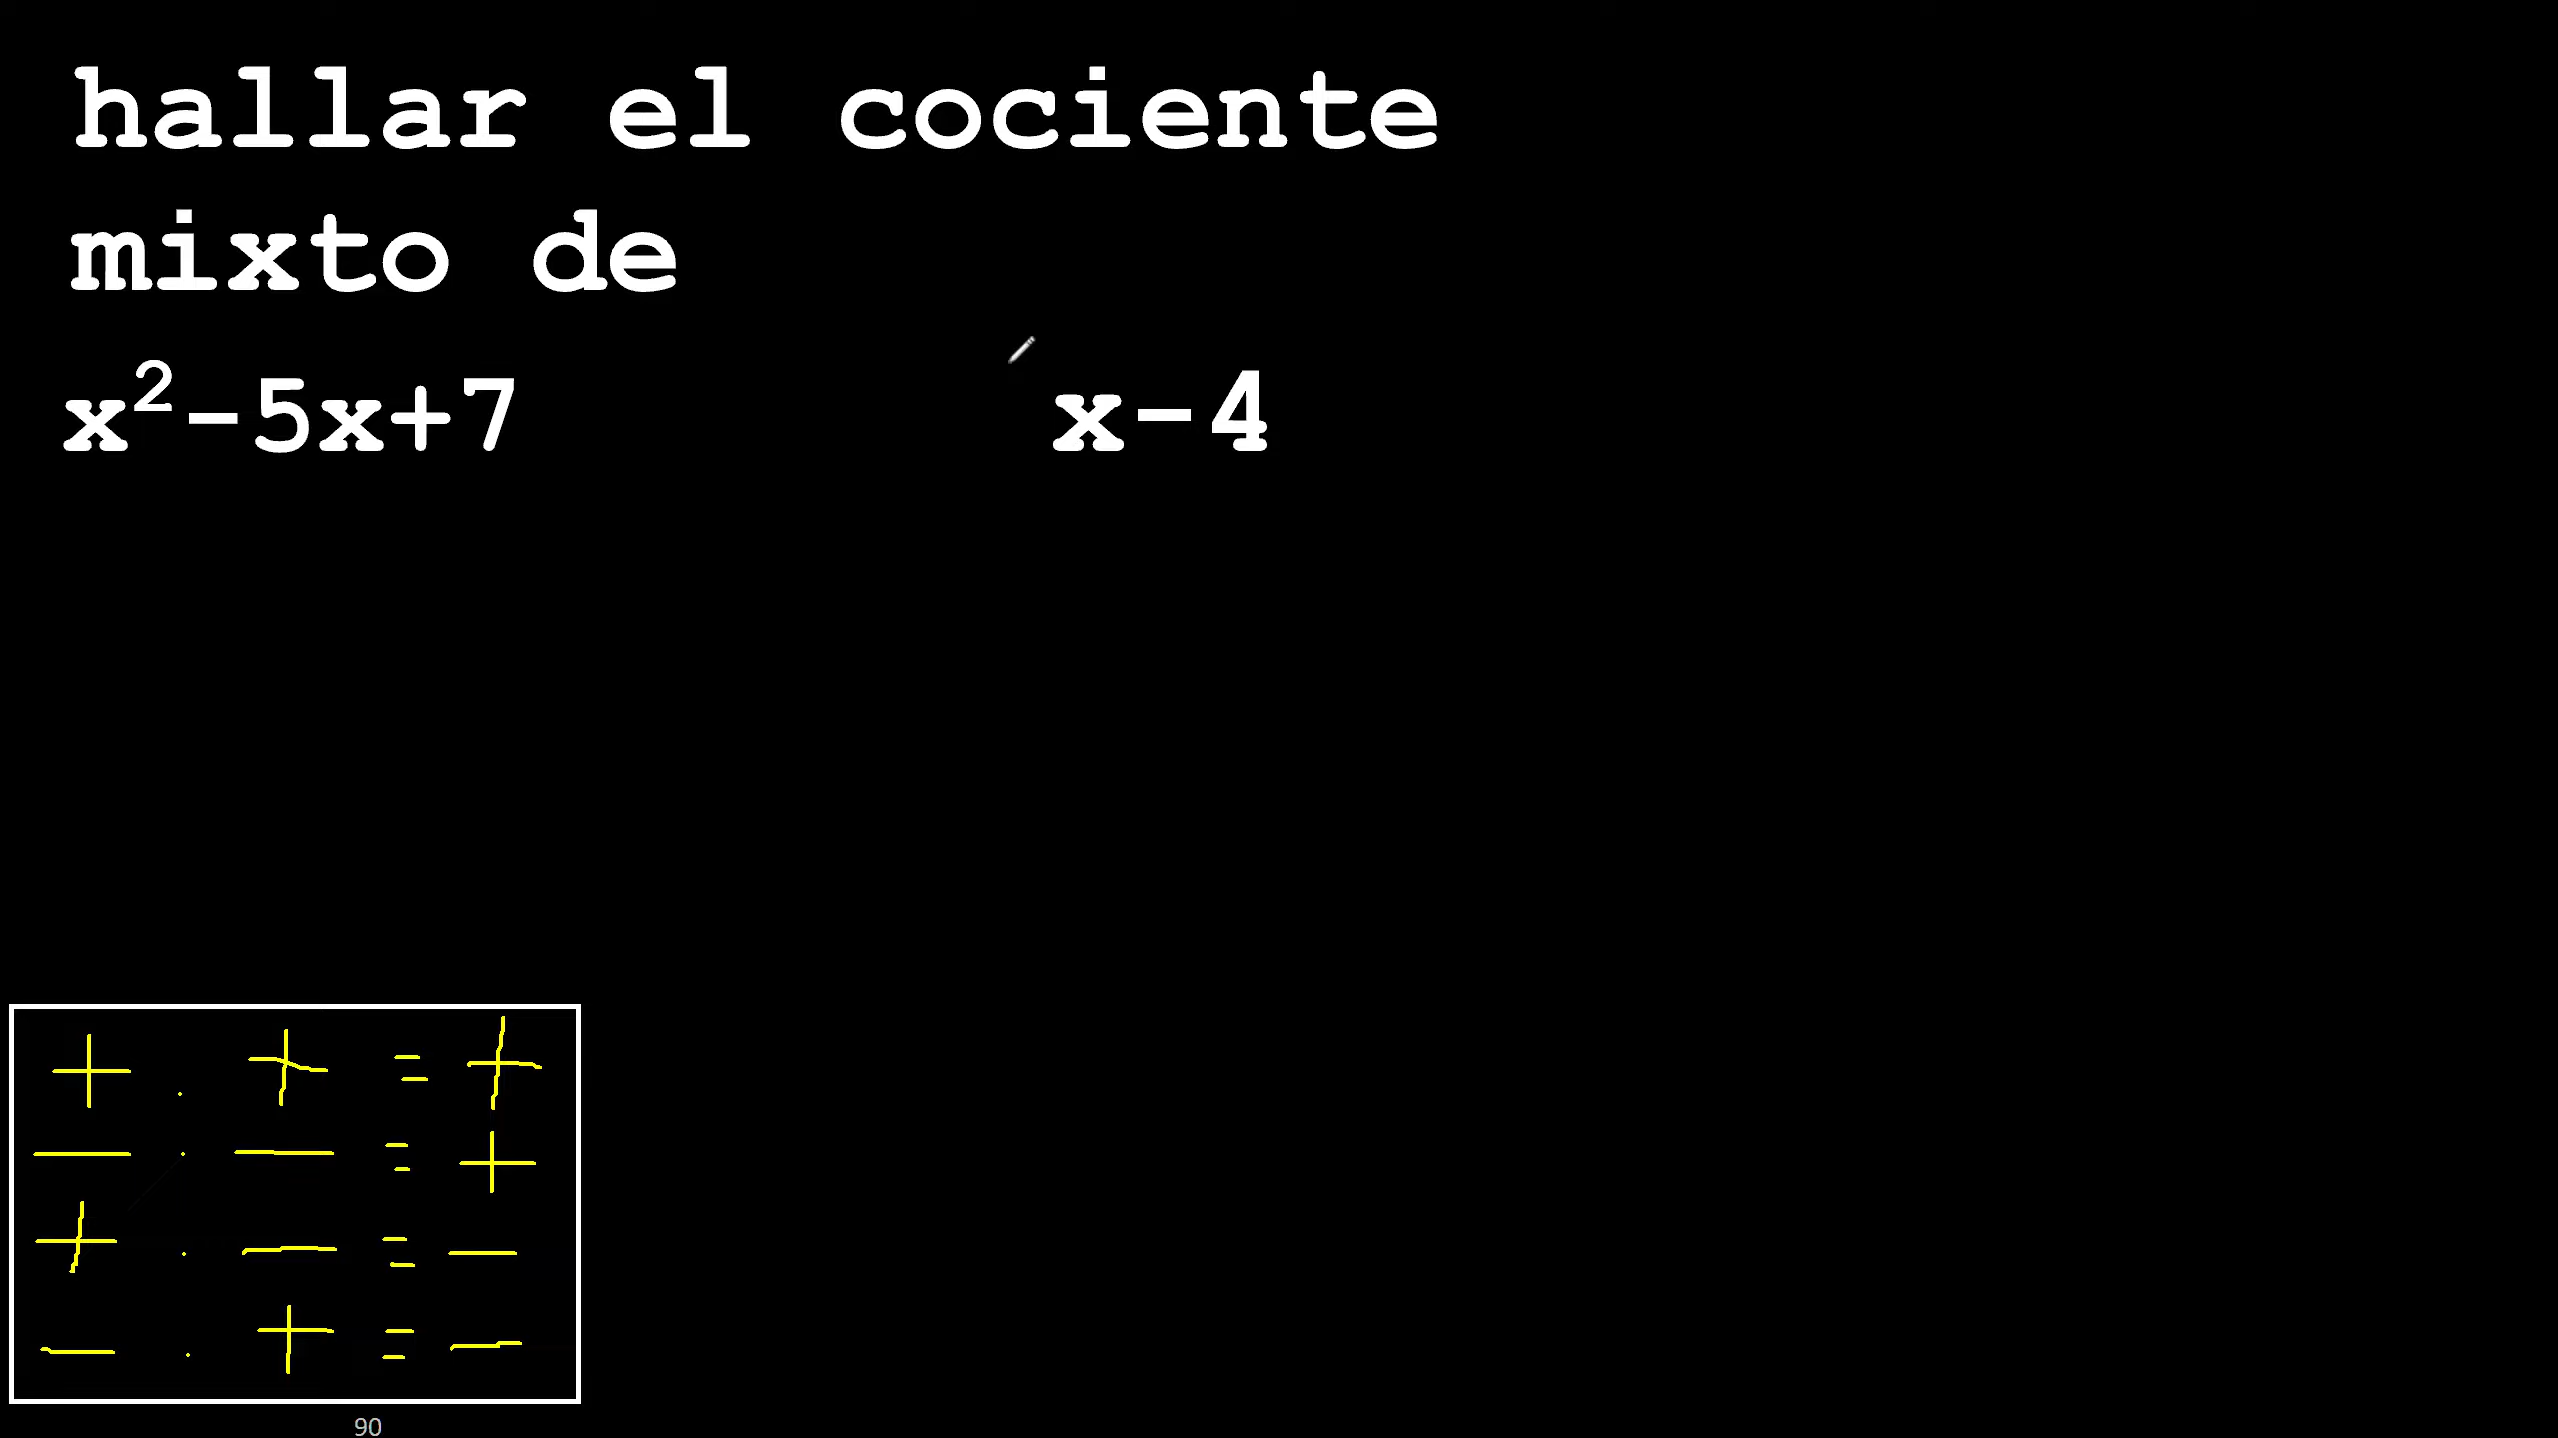 hallar el cociente
mixto de
x²-5x+7 x-4
+ . + = +
- . - = +
+ . - = -
- . + = -
90